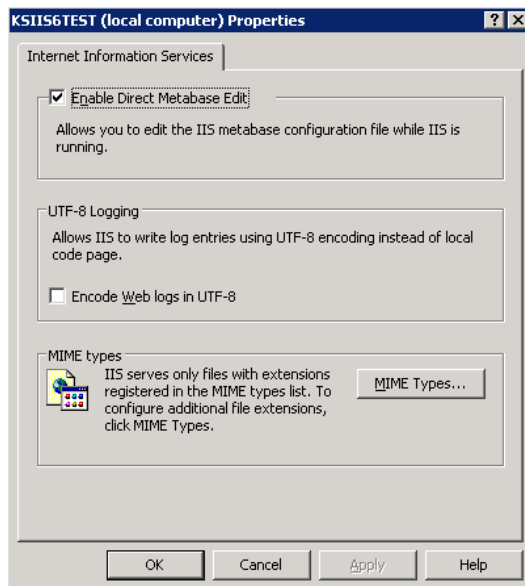 KSIIS6TEST (local computer) Properties
Internet Information Services
Enable Direct Metabase Edit
Allows you to edit the IIS metabase configuration file while IIS is
running.
UTF-8 Logging
Allows IIS to write log entries using UTF-8 encoding instead of local
code page.
Encode Web logs in UTF-8
MIME types
IIS serves only files with extensions
registered in the MIME types list. To
configure additional file extensions,
click MIME Types.
MIME Types...
OK Cancel Apply Help